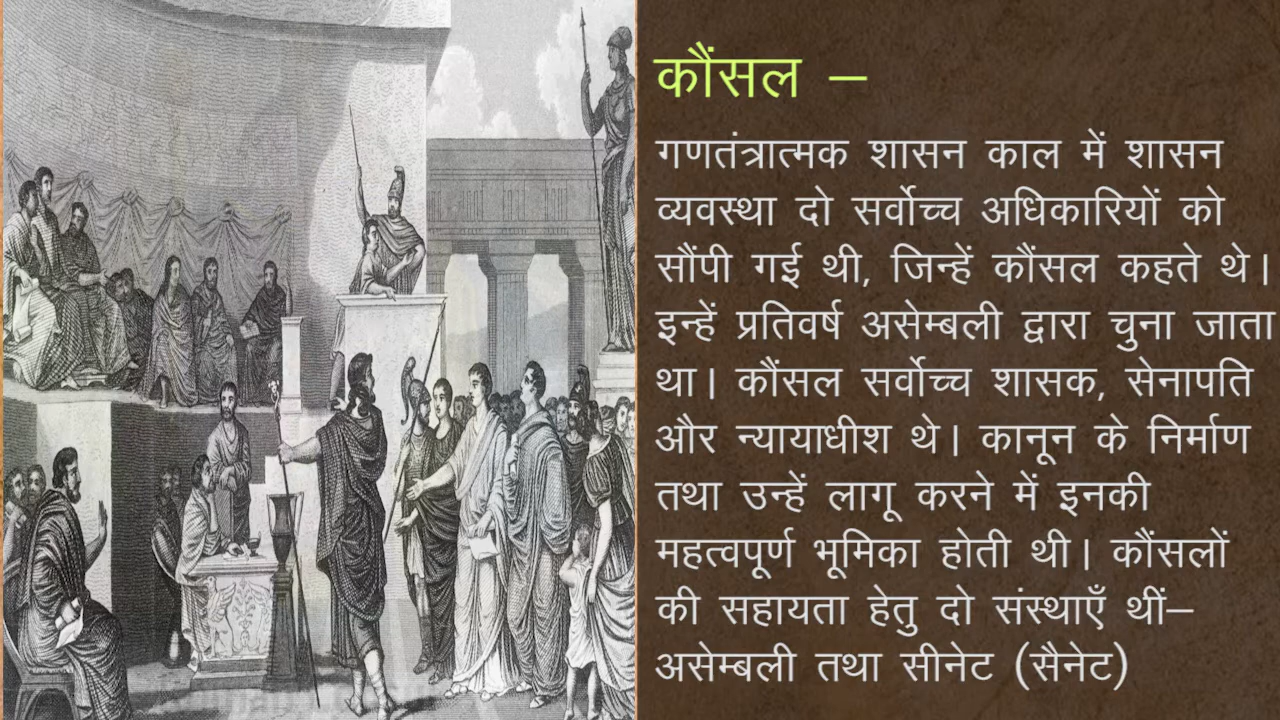 कौंसल –
गणतंत्रात्मक शासन काल में शासन
व्यवस्था दो सर्वोच्च अधिकारियों को
सौंपी गई थी, जिन्हें कौंसल कहते थे।
इन्हें प्रतिवर्ष असेम्बली द्वारा चुना जाता
था। कौंसल सर्वोच्च शासक, सेनापति
और न्यायाधीश थे। कानून के निर्माण
तथा उन्हें लागू करने में इनकी
महत्वपूर्ण भूमिका होती थी। कौंसलों
की सहायता हेतु दो संस्थाएँ थीं–
असेम्बली तथा सीनेट (सैनेट)